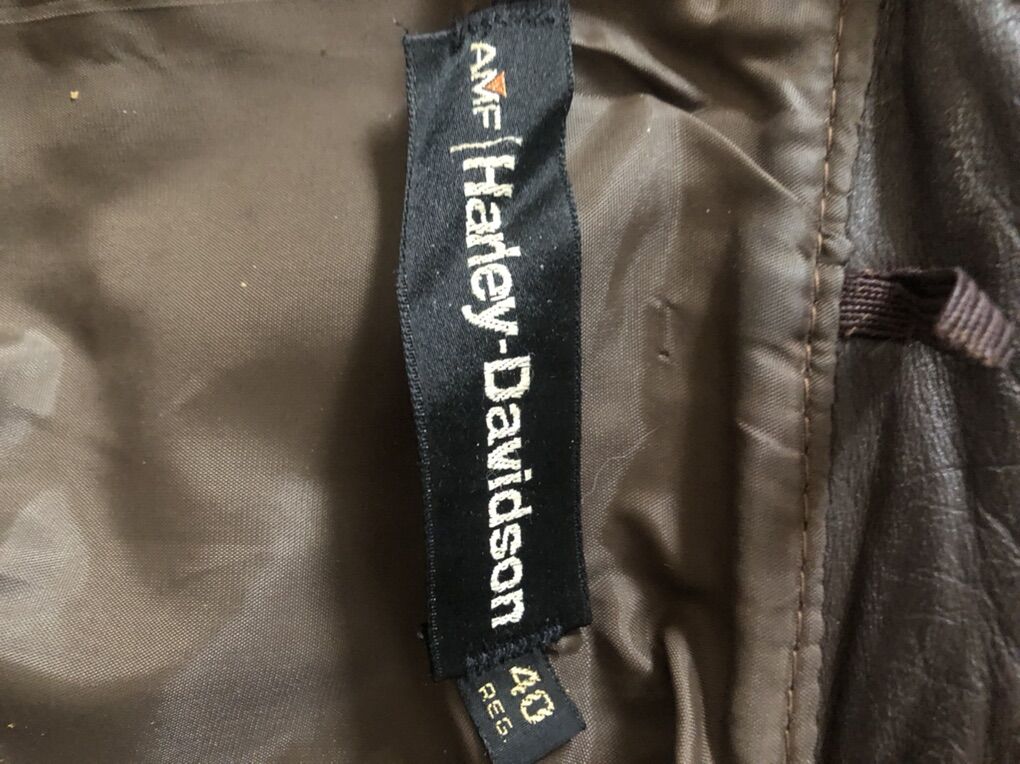 AMF | Harley-Davidson
40
REG.